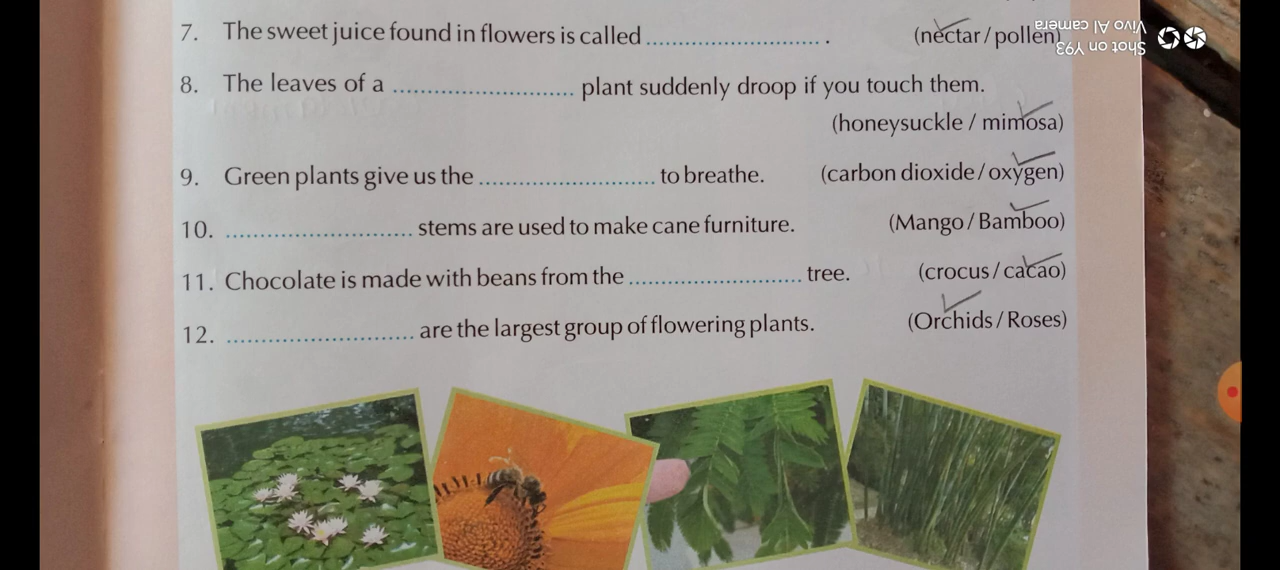 7. The sweet juice found in flowers is called .............................. . (nectar / pollen)
8. The leaves of a .............................. plant suddenly droop if you touch them.
(honeysuckle / mimosa)
9. Green plants give us the .............................. to breathe. (carbon dioxide / oxygen)
10. .............................. stems are used to make cane furniture. (Mango / Bamboo)
11. Chocolate is made with beans from the .............................. tree. (crocus / cacao)
12. .............................. are the largest group of flowering plants. (Orchids / Roses)
Shot on Y93
Vivo AI camera